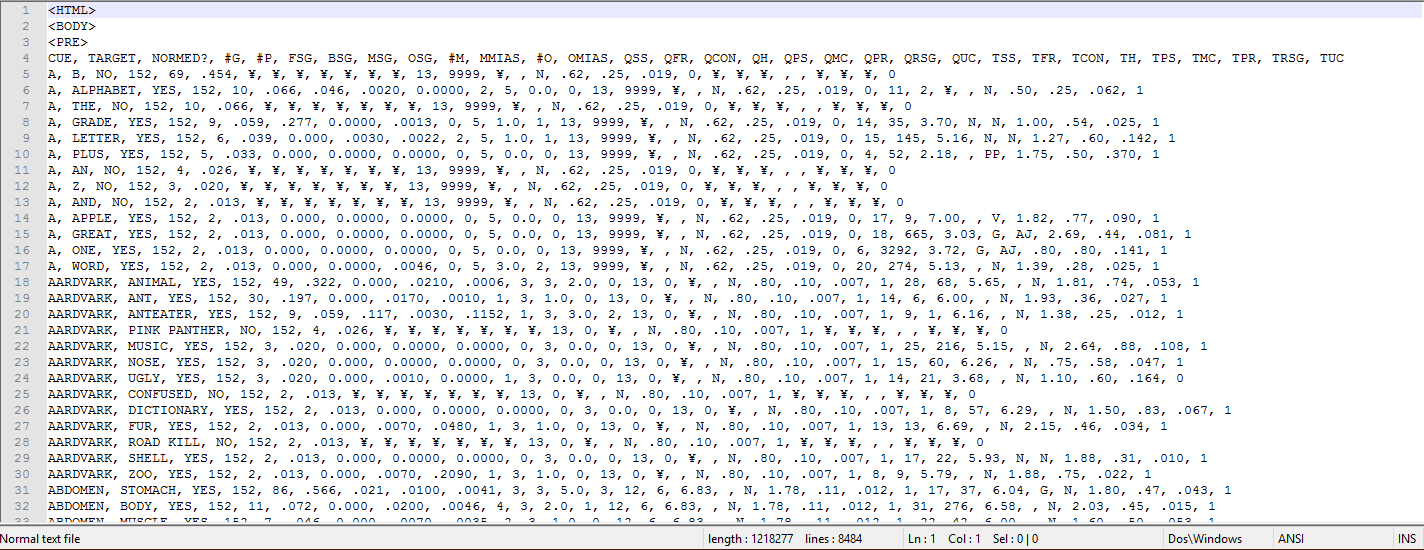 1 <HTML>
2 <BODY>
3 <PRE>
4 CUE, TARGET, NORMED?, #G, #P, FSG, BSG, MSG, OSG, #M, MMIAS, #O, OMIAS, QSS, QFR, QCON, QH, QPS, QMC, QPR, QRSG, QUC, TSS, TFR, TCON, TH, TPS, TMC, TPR, TRSG, TUC
5 A, B, NO, 152, 69, .454, ¥, ¥, ¥, ¥, ¥, ¥, ¥, 13, 9999, ¥, , N, .62, .25, .019, 0, ¥, ¥, ¥, , , ¥, ¥, ¥, 0
6 A, ALPHABET, YES, 152, 10, .066, .046, .0020, 0.0000, 2, 5, 0.0, 0, 13, 9999, ¥, , N, .62, .25, .019, 0, 11, 2, ¥, , N, .50, .25, .062, 1
7 A, THE, NO, 152, 10, .066, ¥, ¥, ¥, ¥, ¥, ¥, ¥, 13, 9999, ¥, , N, .62, .25, .019, 0, ¥, ¥, ¥, , , ¥, ¥, ¥, 0
8 A, GRADE, YES, 152, 9, .059, .277, 0.0000, .0013, 0, 5, 1.0, 1, 13, 9999, ¥, , N, .62, .25, .019, 0, 14, 35, 3.70, N, N, 1.00, .54, .025, 1
9 A, LETTER, YES, 152, 6, .039, 0.000, .0030, .0022, 2, 5, 1.0, 1, 13, 9999, ¥, , N, .62, .25, .019, 0, 15, 145, 5.16, N, N, 1.27, .60, .142, 1
10 A, PLUS, YES, 152, 5, .033, 0.000, 0.0000, 0.0000, 0, 5, 0.0, 0, 13, 9999, ¥, , N, .62, .25, .019, 0, 4, 52, 2.18, , PP, 1.75, .50, .370, 1
11 A, AN, NO, 152, 4, .026, ¥, ¥, ¥, ¥, ¥, ¥, ¥, 13, 9999, ¥, , N, .62, .25, .019, 0, ¥, ¥, ¥, , , ¥, ¥, ¥, 0
12 A, Z, NO, 152, 3, .020, ¥, ¥, ¥, ¥, ¥, ¥, ¥, 13, 9999, ¥, , N, .62, .25, .019, 0, ¥, ¥, ¥, , , ¥, ¥, ¥, 0
13 A, AND, NO, 152, 2, .013, ¥, ¥, ¥, ¥, ¥, ¥, ¥, 13, 9999, ¥, , N, .62, .25, .019, 0, ¥, ¥, ¥, , , ¥, ¥, ¥, 0
14 A, APPLE, YES, 152, 2, .013, 0.000, 0.0000, 0.0000, 0, 5, 0.0, 0, 13, 9999, ¥, , N, .62, .25, .019, 0, 17, 9, 7.00, , V, 1.82, .77, .090, 1
15 A, GREAT, YES, 152, 2, .013, 0.000, 0.0000, 0.0000, 0, 5, 0.0, 0, 13, 9999, ¥, , N, .62, .25, .019, 0, 18, 665, 3.03, G, AJ, 2.69, .44, .081, 1
16 A, ONE, YES, 152, 2, .013, 0.000, 0.0000, 0.0000, 0, 5, 0.0, 0, 13, 9999, ¥, , N, .62, .25, .019, 0, 6, 3292, 3.72, G, AJ, .80, .80, .141, 1
17 A, WORD, YES, 152, 2, .013, 0.000, 0.0000, .0046, 0, 5, 3.0, 2, 13, 9999, ¥, , N, .62, .25, .019, 0, 20, 274, 5.13, , N, 1.39, .28, .025, 1
18 AARDVARK, ANIMAL, YES, 152, 49, .322, 0.000, .0210, .0006, 3, 3, 2.0, 0, 13, 0, ¥, , N, .80, .10, .007, 1, 28, 68, 5.65, , N, 1.81, .74, .053, 1
19 AARDVARK, ANT, YES, 152, 30, .197, 0.000, .0170, .0010, 1, 3, 1.0, 0, 13, 0, ¥, , N, .80, .10, .007, 1, 14, 6, 6.00, , N, 1.93, .36, .027, 1
20 AARDVARK, ANTEATER, YES, 152, 9, .059, .117, .0030, .1152, 1, 3, 3.0, 2, 13, 0, ¥, , N, .80, .10, .007, 1, 9, 1, 6.16, , N, 1.38, .25, .012, 1
21 AARDVARK, PINK PANTHER, NO, 152, 4, .026, ¥, ¥, ¥, ¥, ¥, ¥, ¥, 13, 0, ¥, , N, .80, .10, .007, 1, ¥, ¥, ¥, , , ¥, ¥, ¥, 0
22 AARDVARK, MUSIC, YES, 152, 3, .020, 0.000, 0.0000, 0.0000, 0, 3, 0.0, 0, 13, 0, ¥, , N, .80, .10, .007, 1, 25, 216, 5.15, , N, 2.64, .88, .108, 1
23 AARDVARK, NOSE, YES, 152, 3, .020, 0.000, 0.0000, 0.0000, 0, 3, 0.0, 0, 13, 0, ¥, , N, .80, .10, .007, 1, 15, 60, 6.26, , N, .75, .58, .047, 1
24 AARDVARK, UGLY, YES, 152, 3, .020, 0.000, .0010, 0.0000, 1, 3, 0.0, 0, 13, 0, ¥, , N, .80, .10, .007, 1, 14, 21, 3.68, , N, 1.10, .60, .164, 0
25 AARDVARK, CONFUSED, NO, 152, 2, .013, ¥, ¥, ¥, ¥, ¥, ¥, ¥, 13, 0, ¥, , N, .80, .10, .007, 1, ¥, ¥, ¥, , , ¥, ¥, ¥, 0
26 AARDVARK, DICTIONARY, YES, 152, 2, .013, 0.000, 0.0000, 0.0000, 0, 3, 0.0, 0, 13, 0, ¥, , N, .80, .10, .007, 1, 8, 57, 6.29, , N, 1.50, .83, .067, 1
27 AARDVARK, FUR, YES, 152, 2, .013, 0.000, .0070, .0480, 1, 3, 1.0, 0, 13, 0, ¥, , N, .80, .10, .007, 1, 13, 13, 6.69, , N, 2.15, .46, .034, 1
28 AARDVARK, ROAD KILL, NO, 152, 2, .013, ¥, ¥, ¥, ¥, ¥, ¥, ¥, 13, 0, ¥, , N, .80, .10, .007, 1, ¥, ¥, ¥, , , ¥, ¥, ¥, 0
29 AARDVARK, SHELL, YES, 152, 2, .013, 0.000, 0.0000, 0.0000, 0, 3, 0.0, 0, 13, 0, ¥, , N, .80, .10, .007, 1, 17, 22, 5.93, N, N, 1.88, .31, .010, 1
30 AARDVARK, ZOO, YES, 152, 2, .013, 0.000, .0070, .2090, 1, 3, 1.0, 0, 13, 0, ¥, , N, .80, .10, .007, 1, 8, 9, 5.79, , N, 1.88, .75, .022, 1
31 ABDOMEN, STOMACH, YES, 152, 86, .566, .021, .0100, .0041, 3, 3, 5.0, 3, 12, 6, 6.83, , N, 1.78, .11, .012, 1, 17, 37, 6.04, G, N, 1.80, .47, .043, 1
32 ABDOMEN, BODY, YES, 152, 11, .072, 0.000, .0200, .0046, 4, 3, 2.0, 1, 12, 6, 6.83, , N, 1.78, .11, .012, 1, 31, 276, 6.58, , N, 2.03, .45, .015, 1
Normal text file length : 1218277 lines : 8484 Ln : 1 Col : 1 Sel : 0 | 0 Dos\Windows ANSI INS